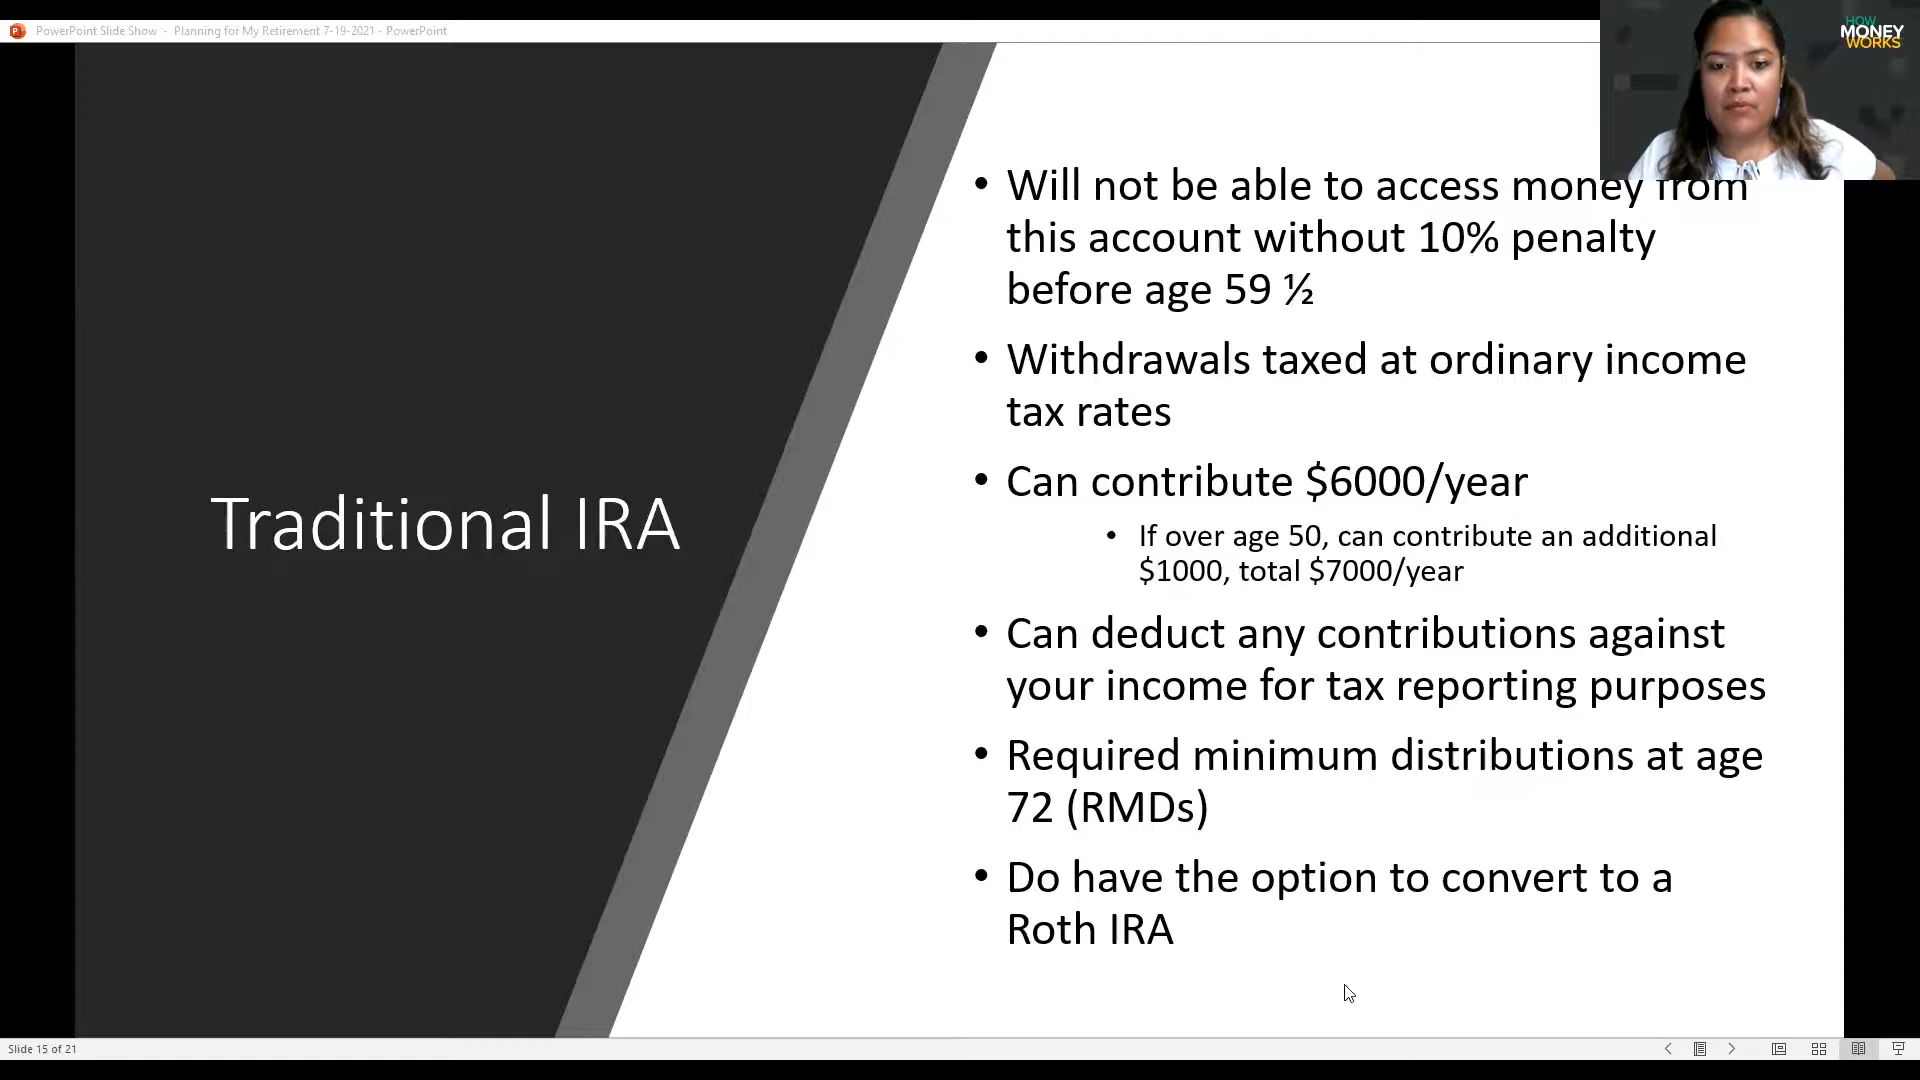 PowerPoint Slide Show - Planning for My Retirement 7-19-2021 - PowerPoint
HOW
MONEY
WORKS
Traditional IRA
• Will not be able to access money from
this account without 10% penalty
before age 59 ½
• Withdrawals taxed at ordinary income
tax rates
• Can contribute $6000/year
• If over age 50, can contribute an additional
$1000, total $7000/year
• Can deduct any contributions against
your income for tax reporting purposes
• Required minimum distributions at age
72 (RMDs)
• Do have the option to convert to a
Roth IRA
Slide 15 of 21